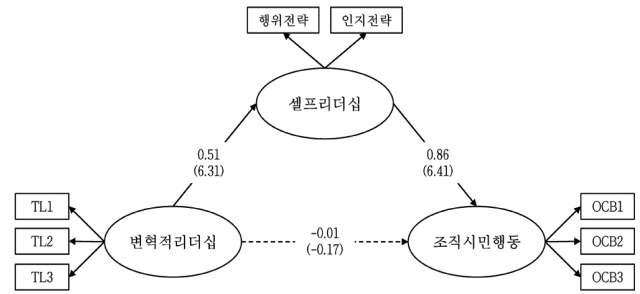 행위전략 인지전략
셀프리더십
0.51 0.86
(6.31) (6.41)
TL1 OCB1
TL2 변혁적리더십 -0.01 조직시민행동 OCB2
(-0.17)
TL3 OCB3